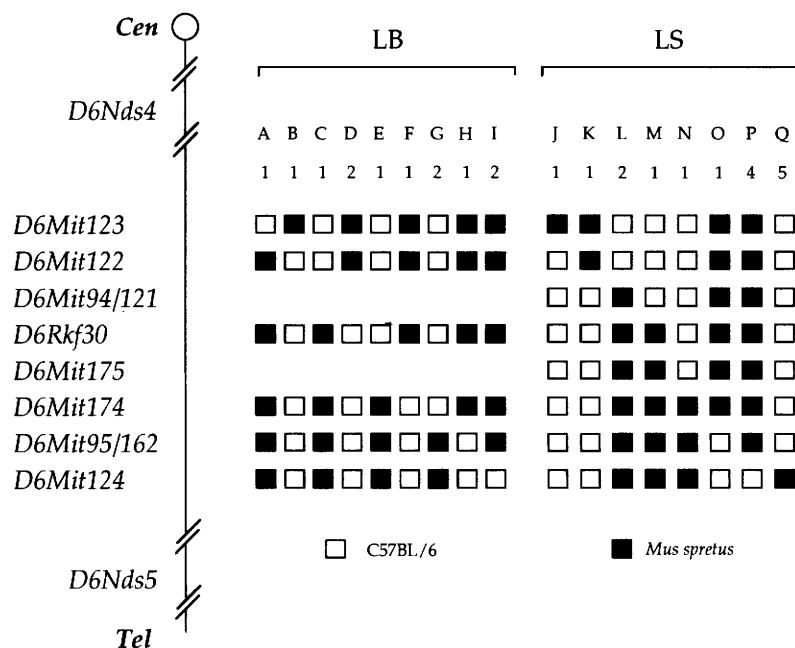 Cen
LB LS
D6Nds4
A B C D E F G H I J K L M N O P Q
1 1 1 2 1 1 2 1 2 1 1 2 1 1 1 4 5
D6Mit123
D6Mit122
D6Mit94/121
D6Rkf30
D6Mit175
D6Mit174
D6Mit95/162
D6Mit124
C57BL/6 Mus spretus
D6Nds5
Tel